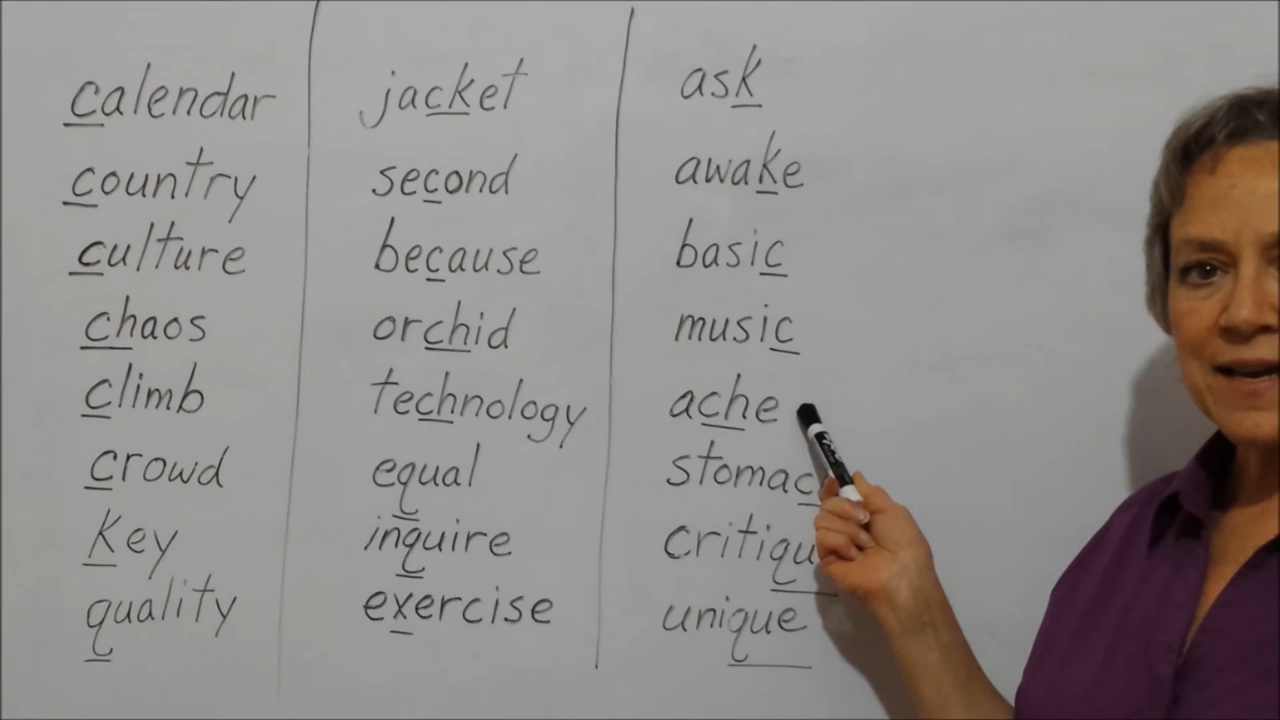 calendar
country
culture
chaos
climb
crowd
Key
quality
jacket
second
because
orchid
technology
equal
inquire
exercise
ask
awake
basic
music
ache
stomac
critiqu
unique